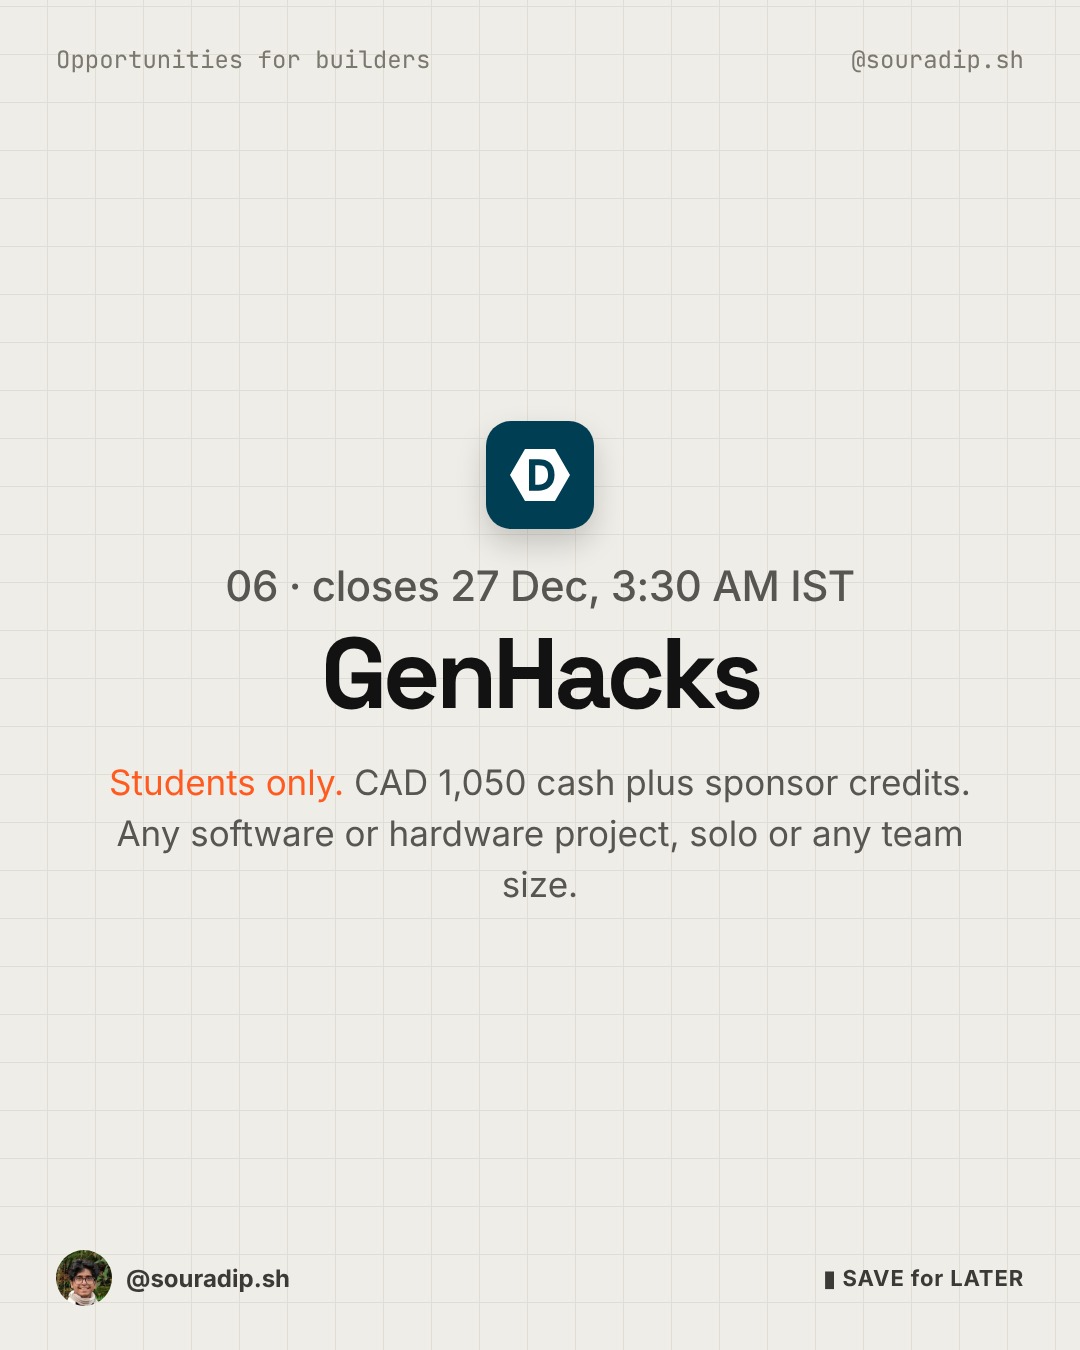 Opportunities for builders
@souradip.sh
D
06 · closes 27 Dec, 3:30 AM IST
GenHacks
Students only. CAD 1,050 cash plus sponsor credits.
Any software or hardware project, solo or any team
size.
@souradip.sh
SAVE for LATER